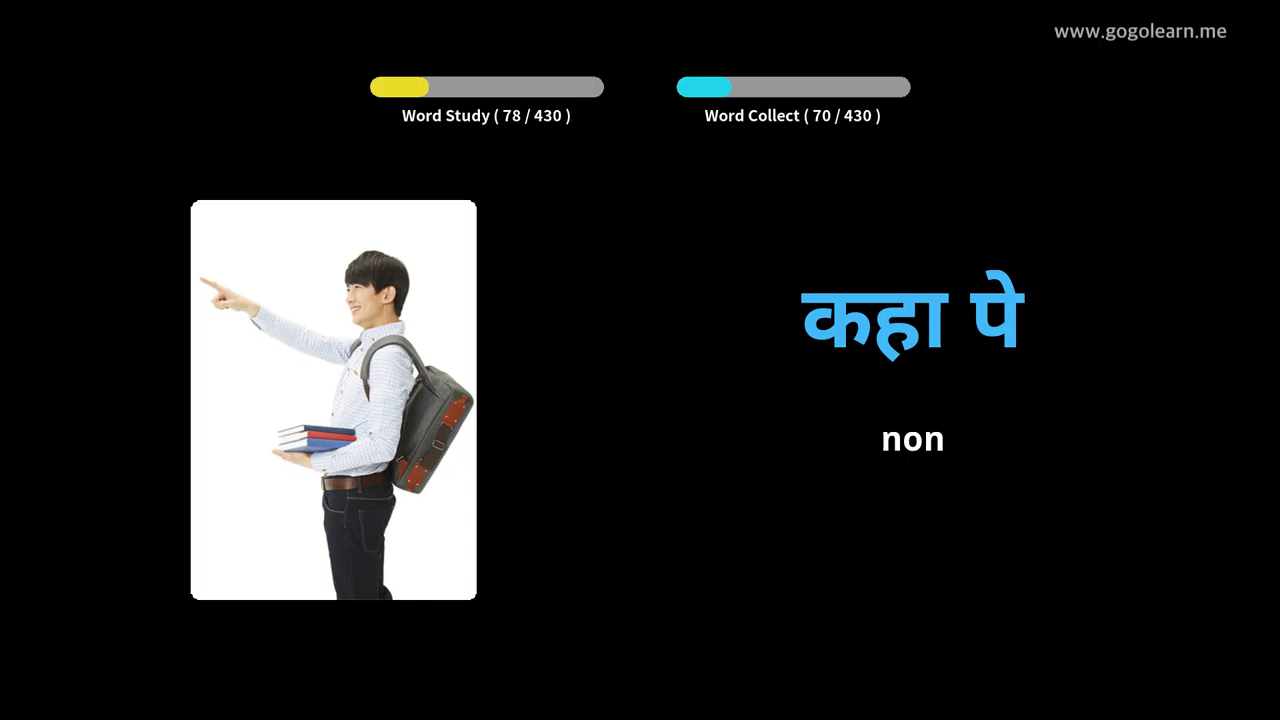 www.gogolearn.me
Word Study ( 78 / 430 )
Word Collect ( 70 / 430 )
कहा पे
non